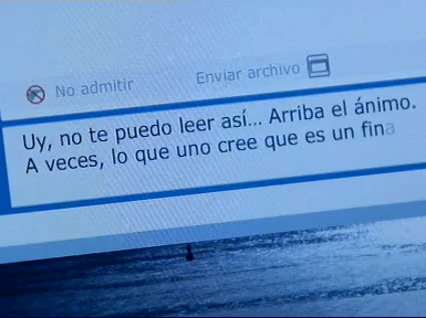 No admitir Enviar archivo
Uy, no te puedo leer así... Arriba el ánimo.
A veces, lo que uno cree que es un fina